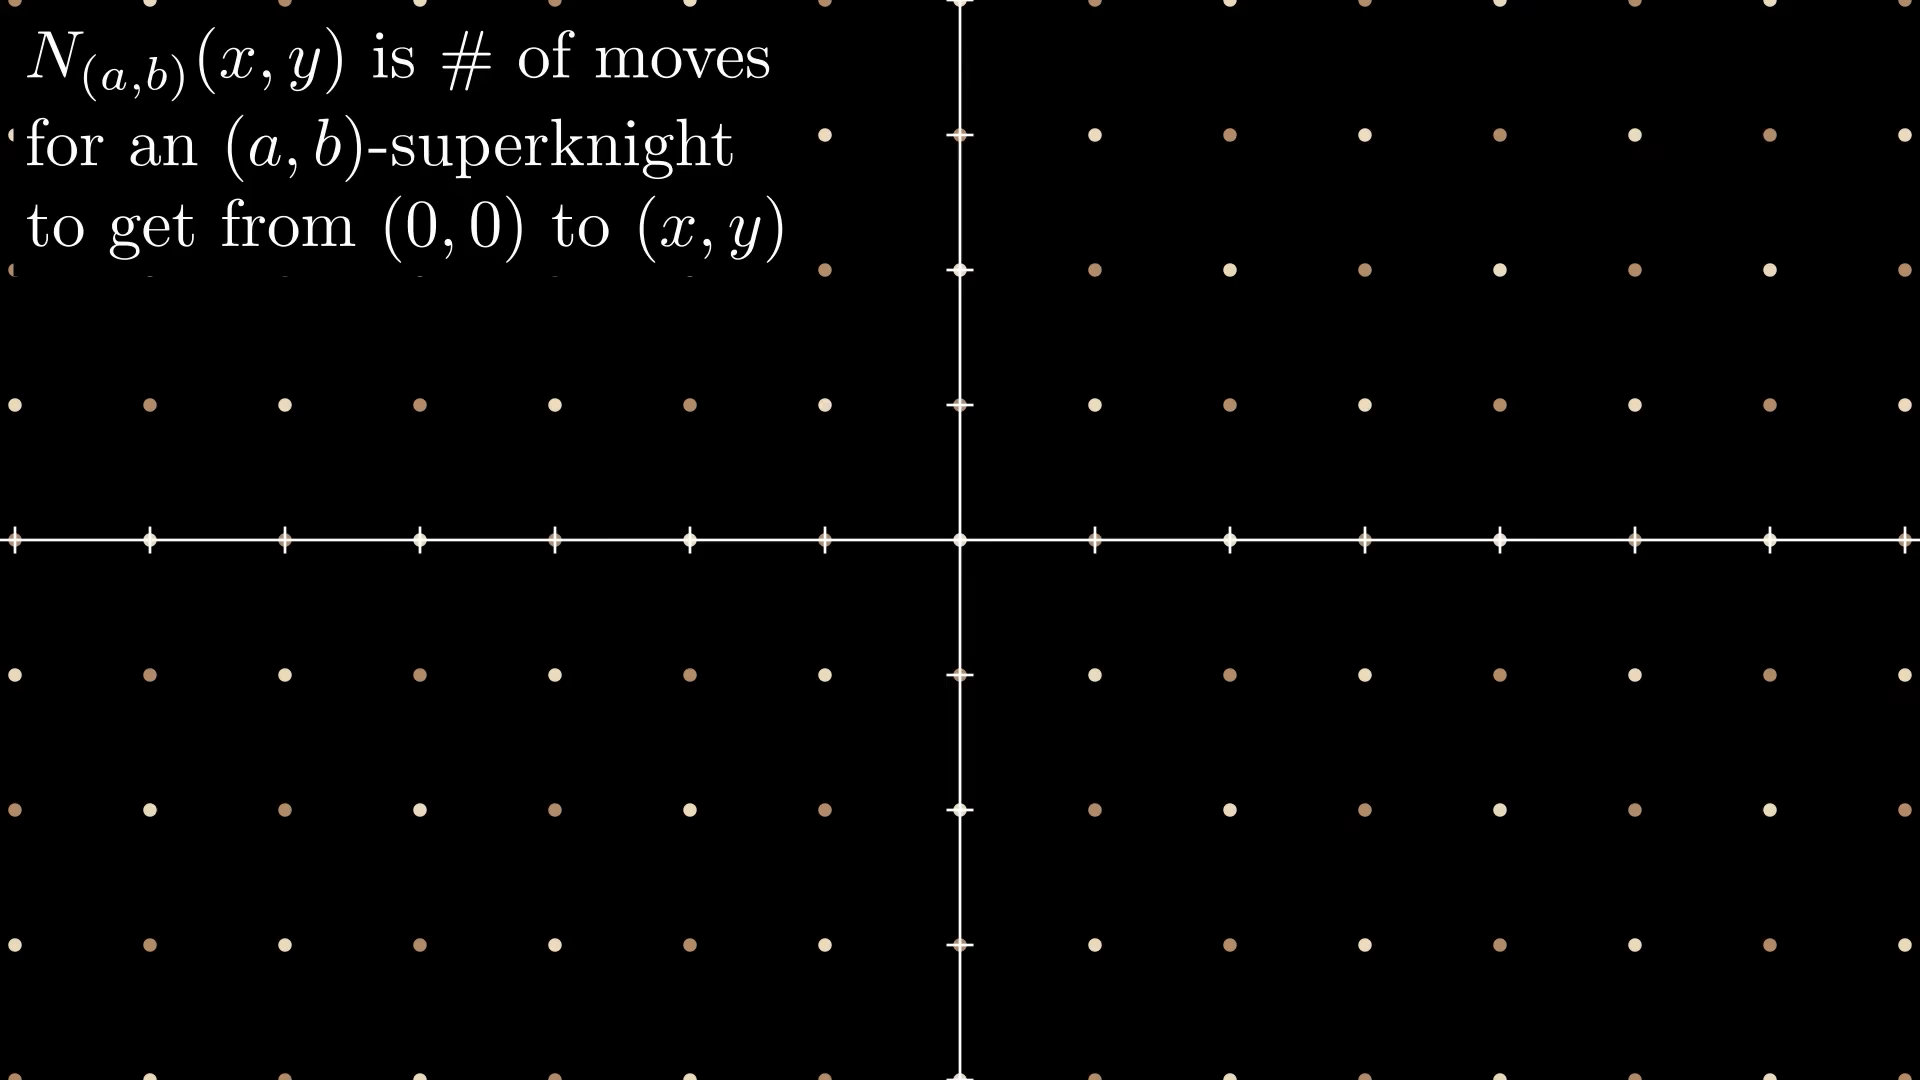 N_{(a,b)}(x, y) is # of moves
for an (a, b)-superknight
to get from (0, 0) to (x, y)